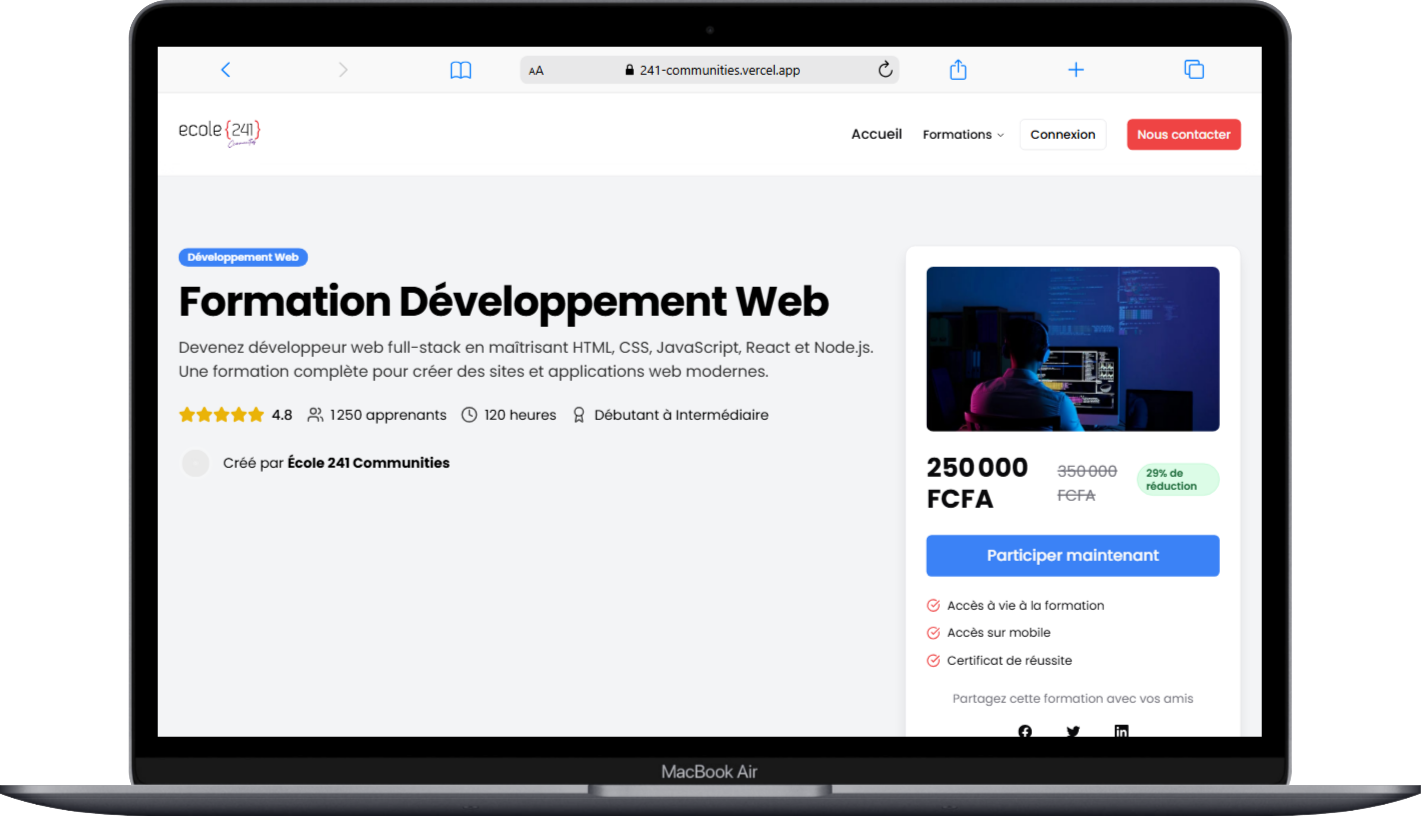 AA 241-communities.vercel.app
ecole {241}
Accueil Formations Connexion Nous contacter
Développement Web
Formation Développement Web
Devenez développeur web full-stack en maîtrisant HTML, CSS, JavaScript, React et Node.js.
Une formation complète pour créer des sites et applications web modernes.
4.8 1250 apprenants 120 heures Débutant à Intermédiaire
Créé par École 241 Communities
250 000
FCFA
350 000
FCFA
29% de
réduction
Participer maintenant
Accès à vie à la formation
Accès sur mobile
Certificat de réussite
Partagez cette formation avec vos amis
MacBook Air